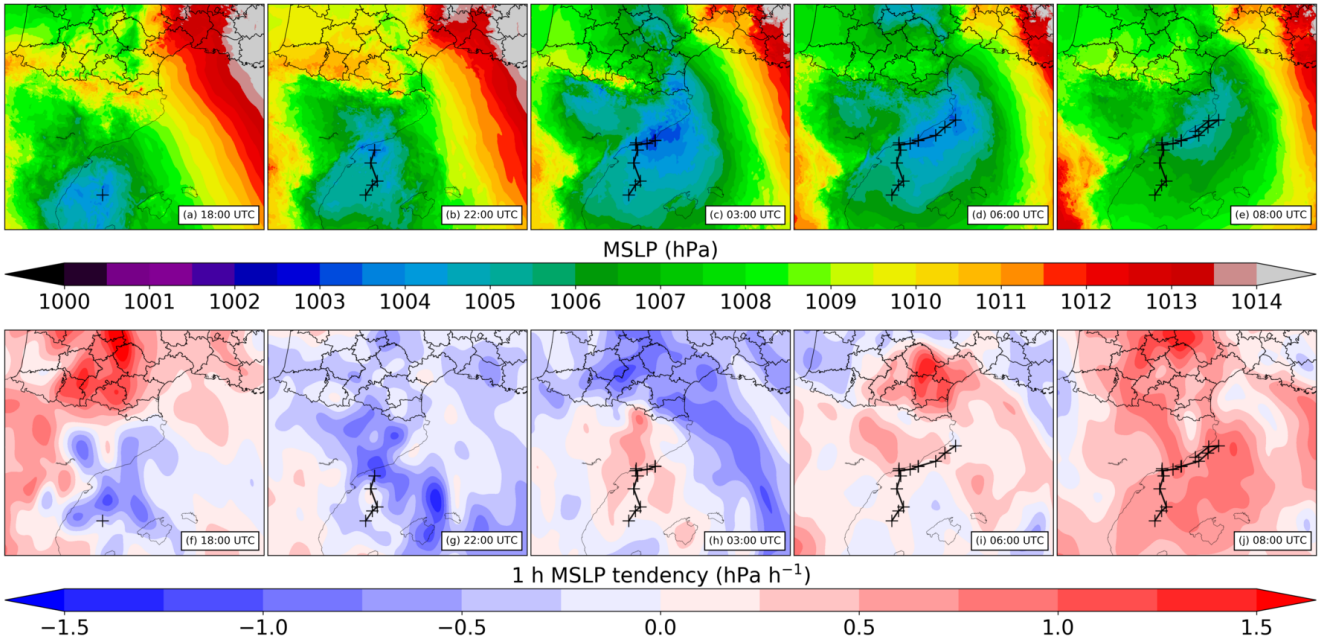 (a) 18:00 UTC
(b) 22:00 UTC
(c) 03:00 UTC
(d) 06:00 UTC
(e) 08:00 UTC
MSLP (hPa)
1000 1001 1002 1003 1004 1005 1006 1007 1008 1009 1010 1011 1012 1013 1014
(f) 18:00 UTC
(g) 22:00 UTC
(h) 03:00 UTC
(i) 06:00 UTC
(j) 08:00 UTC
1 h MSLP tendency (hPa h⁻¹)
−1.5 −1.0 −0.5 0.0 0.5 1.0 1.5